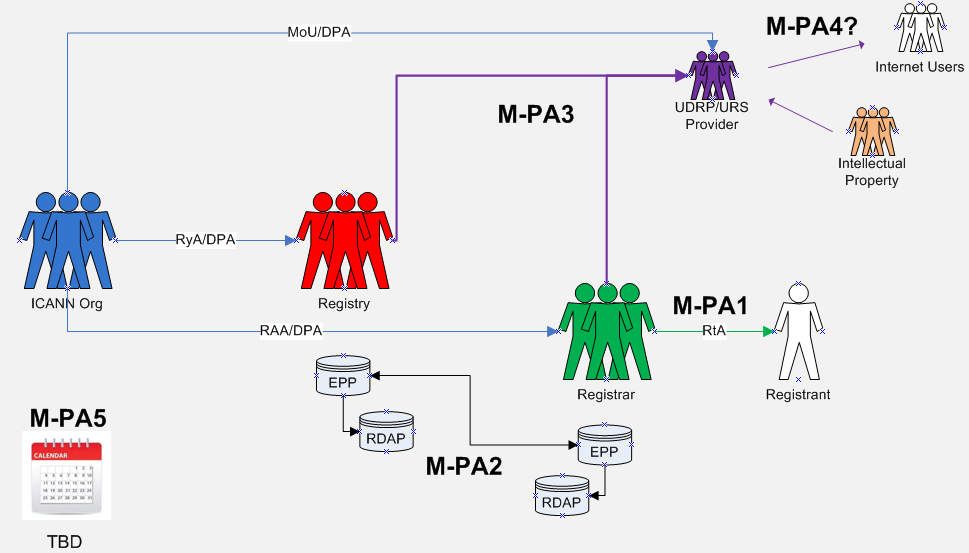 MoU/DPA
M-PA4?
Internet Users
UDRP/URS
Provider
M-PA3
Intellectual
Property
RyA/DPA
ICANN Org
Registry
M-PA1
RAA/DPA
RtA
Registrar
Registrant
EPP
RDAP
M-PA2
EPP
RDAP
M-PA5
CALENDAR
TBD